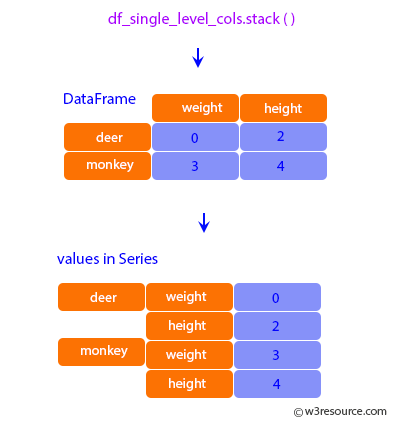 df_single_level_cols.stack ( )
DataFrame
weight height
deer 0 2
monkey 3 4
values in Series
deer weight 0
height 2
monkey weight 3
height 4
© w3resource.com